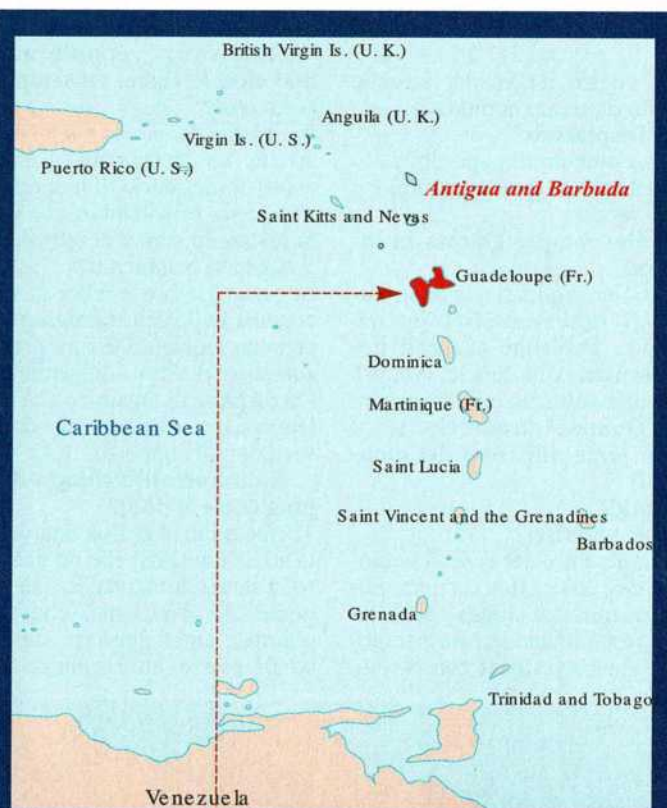 British Virgin Is. (U. K.)
Anguila (U. K.)
Virgin Is. (U. S.)
Puerto Rico (U. S.)
Antigua and Barbuda
Saint Kitts and Nevas
Guadeloupe (Fr.)
Dominica
Martinique (Fr.)
Caribbean Sea
Saint Lucia
Saint Vincent and the Grenadines
Barbados
Grenada
Trinidad and Tobago
Venezuela